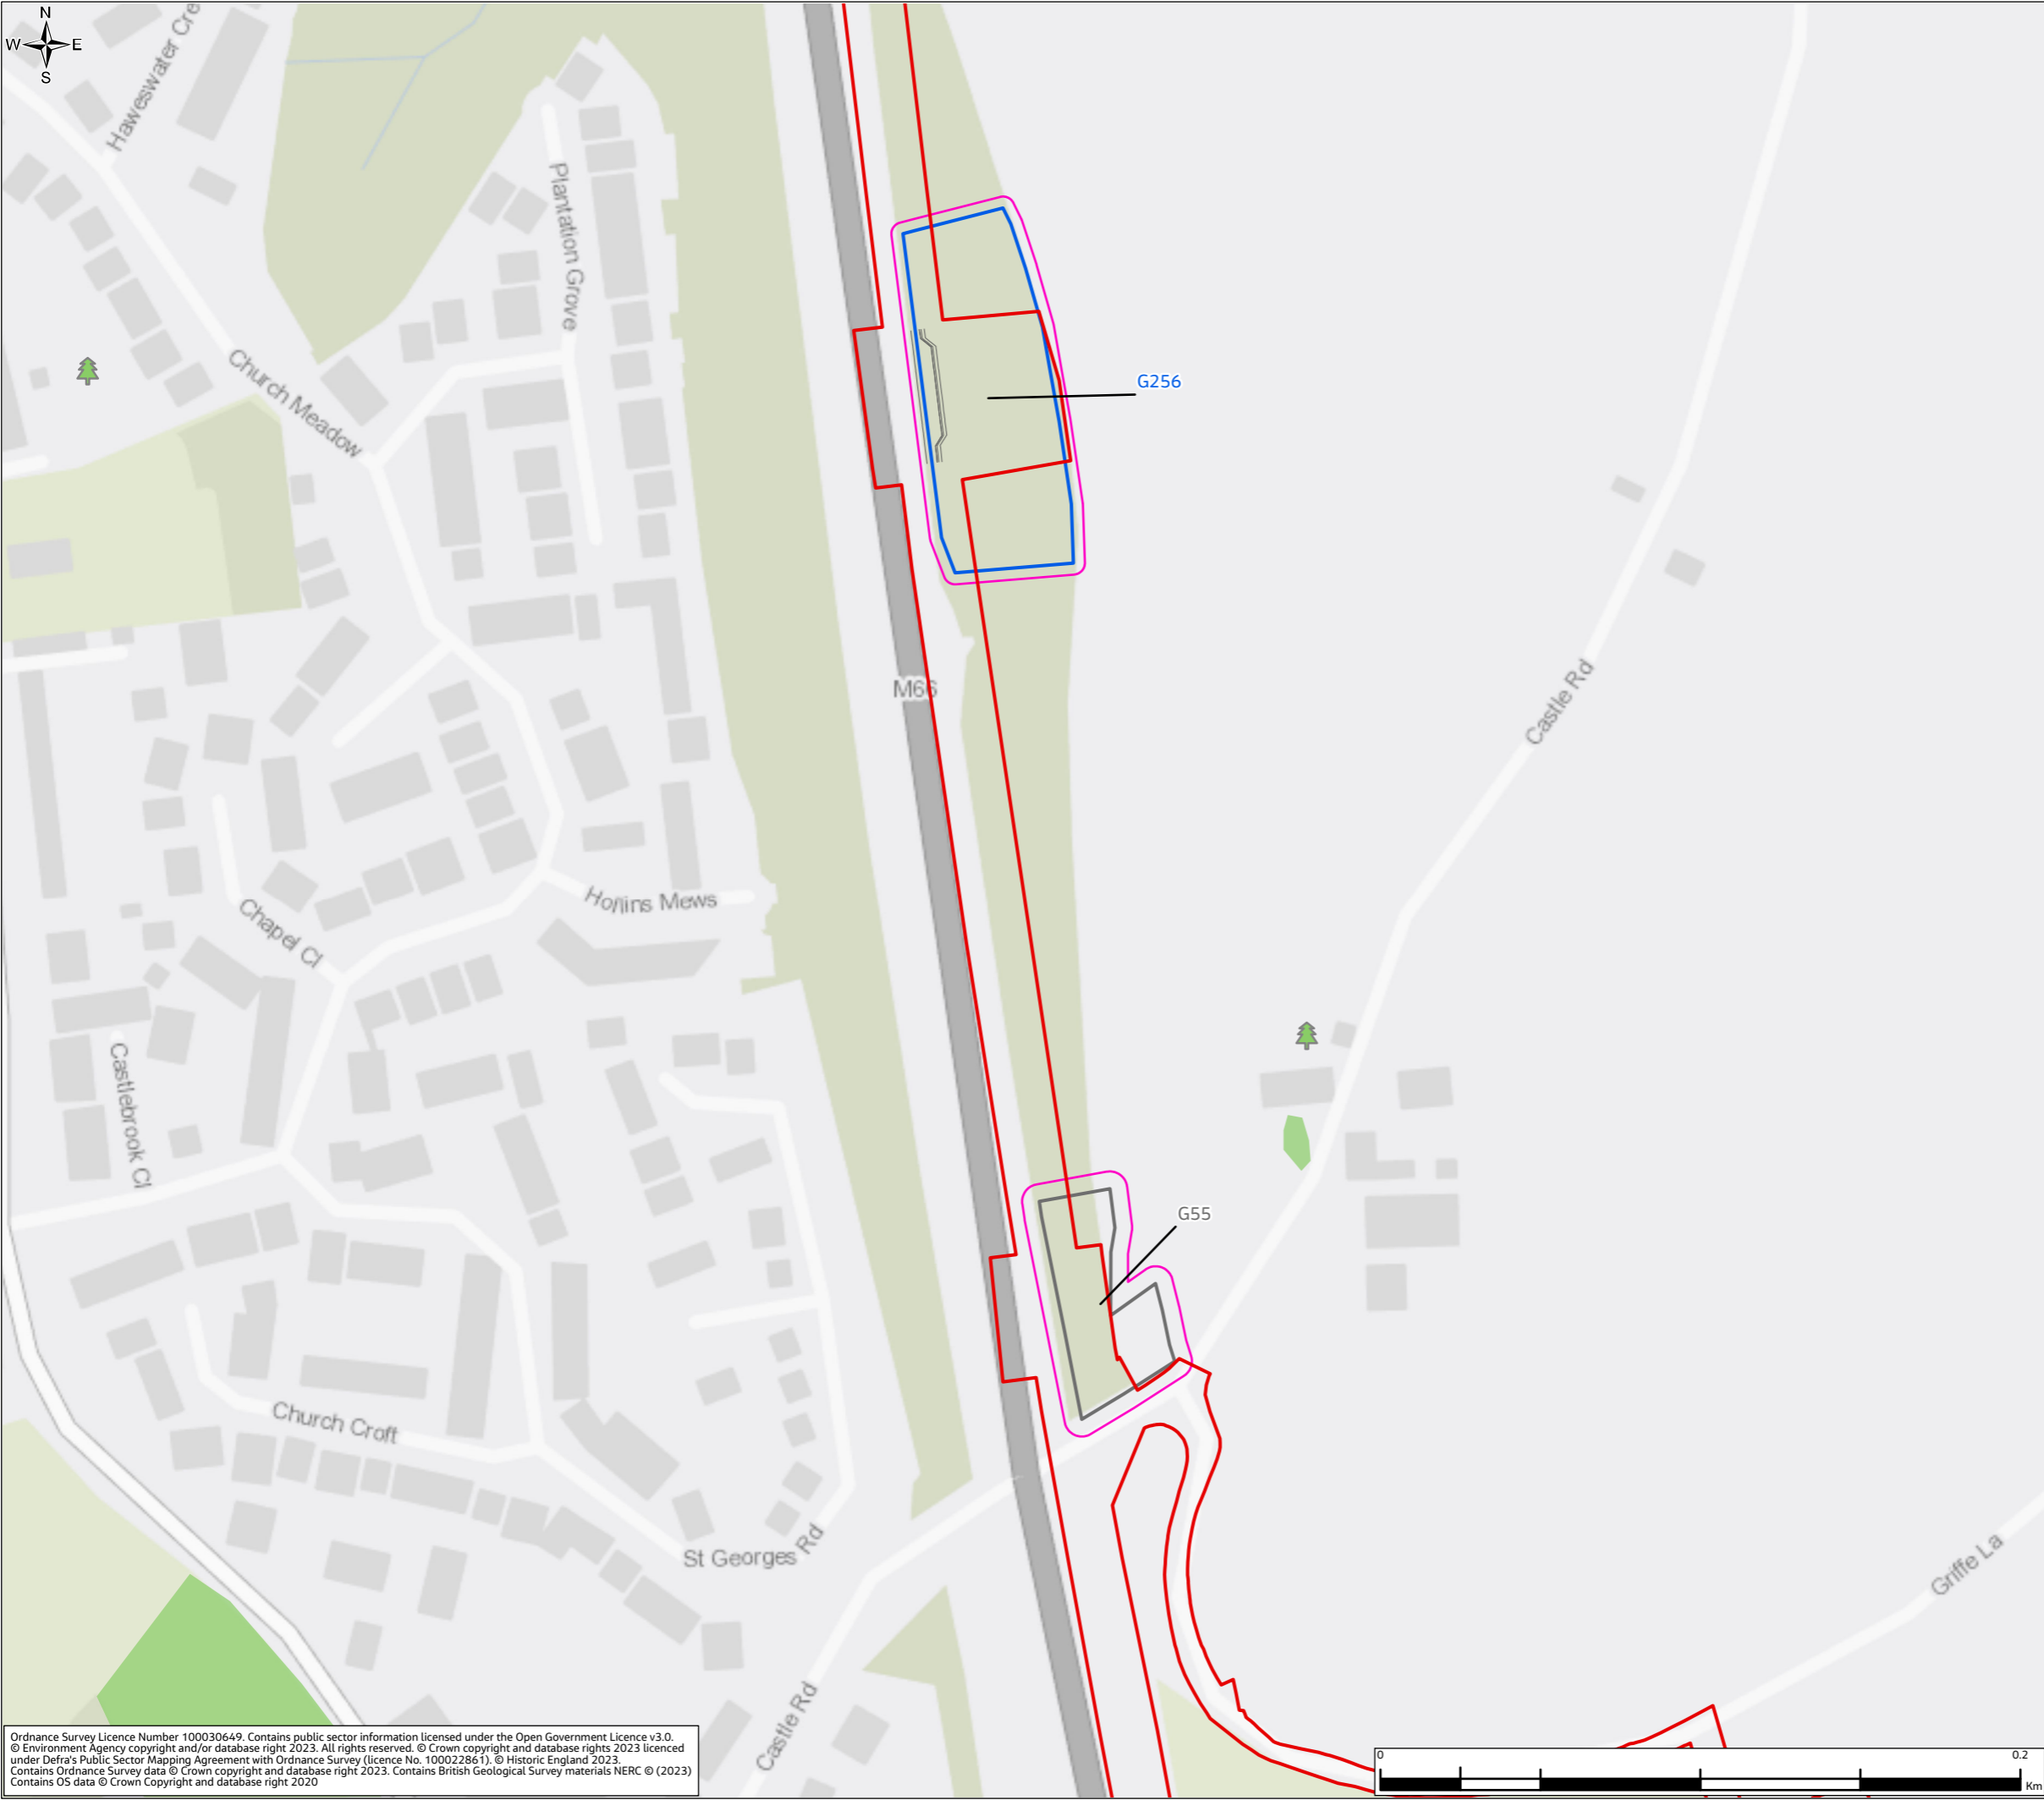 N
W E
S
Haweswater Cre
Plantation Grove
Church Meadow
G256
M66
Castle Rd
Hollins Mews
Chapel Cl
Castlebrook Cl
G55
Church Croft
St Georges Rd
Griffe La
Castle Rd
Ordnance Survey Licence Number 100030649. Contains public sector information licensed under the Open Government Licence v3.0.
© Environment Agency copyright and/or database right 2023. All rights reserved. © Crown copyright and database rights 2023 licenced
under Defra's Public Sector Mapping Agreement with Ordnance Survey (licence No. 100022861). © Historic England 2023.
Contains Ordnance Survey data © Crown copyright and database right 2023. Contains British Geological Survey materials NERC © (2023)
Contains OS data © Crown Copyright and database right 2020
0 0.2
Km